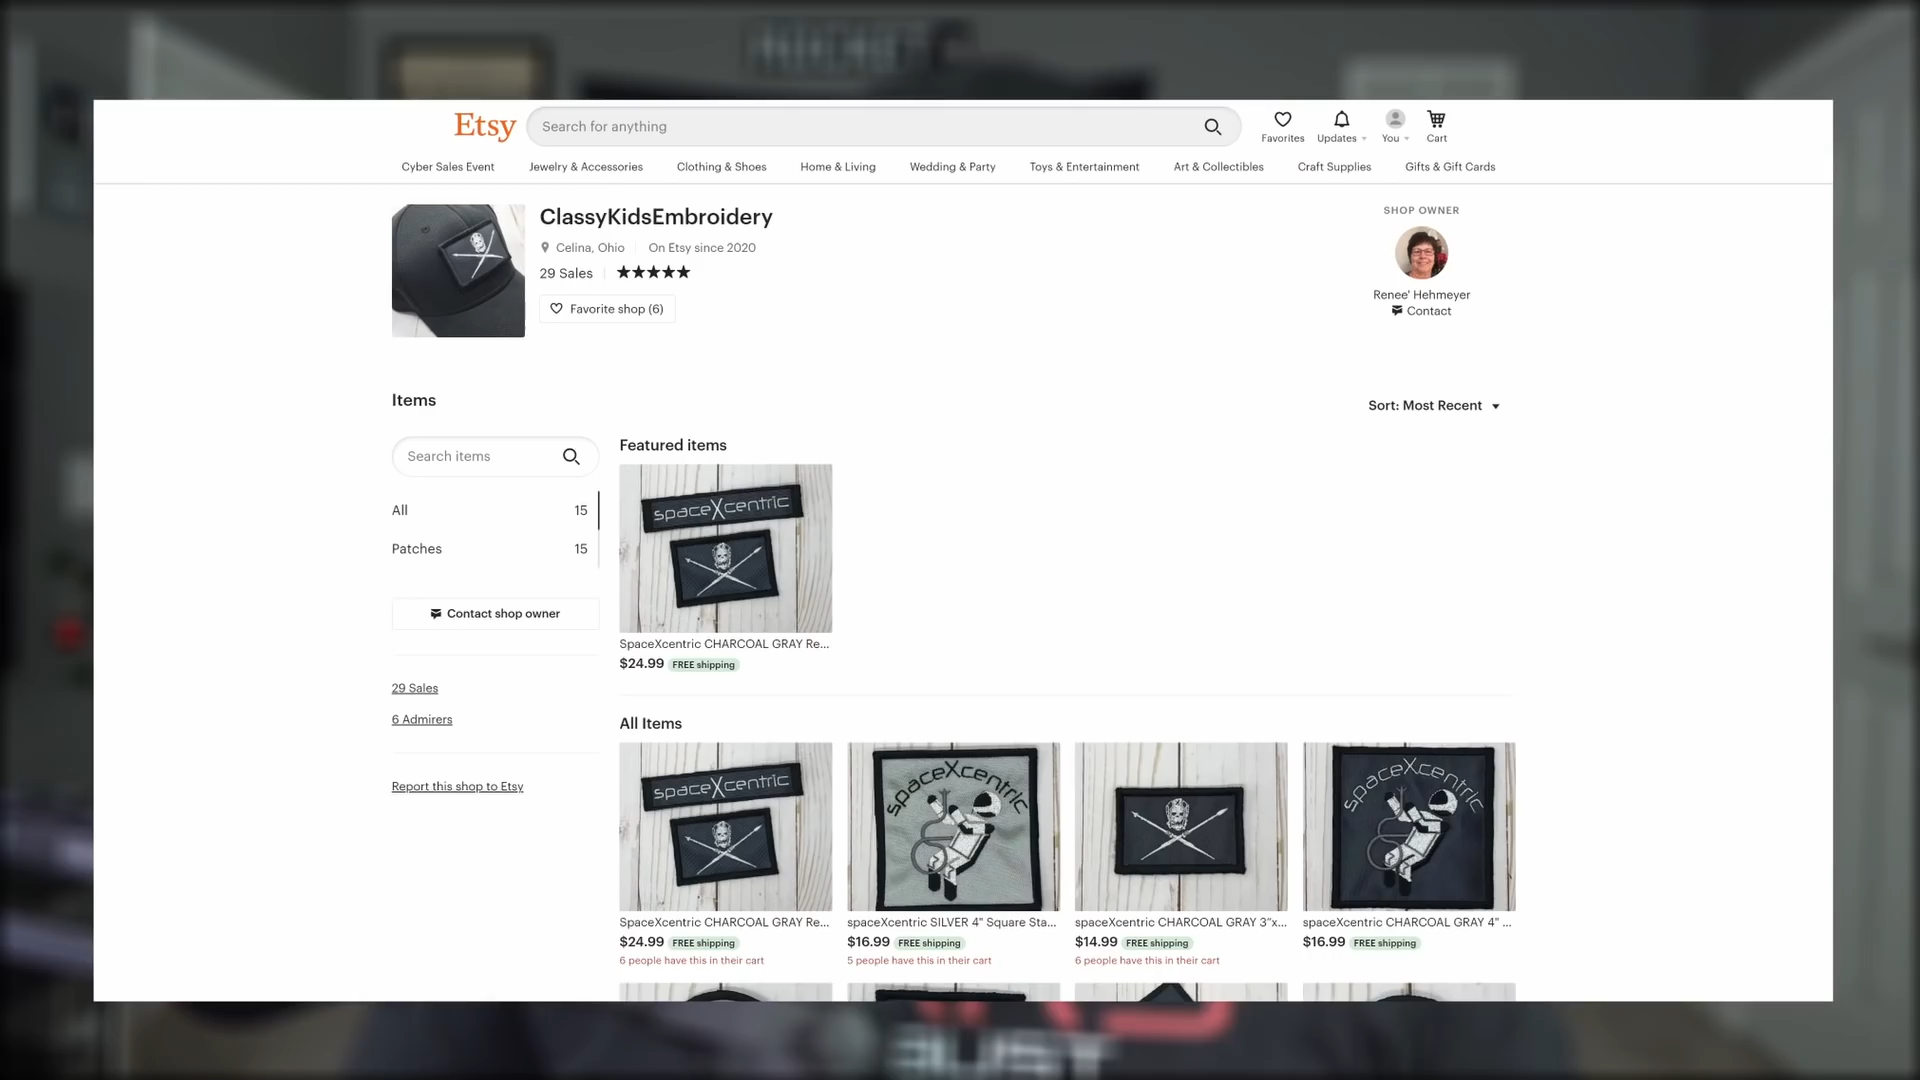 Etsy
Search for anything
Favorites
Updates
You
Cart
Cyber Sales Event
Jewelry & Accessories
Clothing & Shoes
Home & Living
Wedding & Party
Toys & Entertainment
Art & Collectibles
Craft Supplies
Gifts & Gift Cards
ClassyKidsEmbroidery
Celina, Ohio
On Etsy since 2020
29 Sales
Favorite shop (6)
SHOP OWNER
Renee' Hehmeyer
Contact
Items
Sort: Most Recent
Search items
All 15
Patches 15
Contact shop owner
29 Sales
6 Admirers
Report this shop to Etsy
Featured items
spaceXcentric
SpaceXcentric CHARCOAL GRAY Re...
$24.99 FREE shipping
All Items
spaceXcentric
SpaceXcentric CHARCOAL GRAY Re...
$24.99 FREE shipping
6 people have this in their cart
spaceXcentric
spaceXcentric SILVER 4" Square Sta...
$16.99 FREE shipping
5 people have this in their cart
spaceXcentric CHARCOAL GRAY 3"x...
$14.99 FREE shipping
6 people have this in their cart
spaceXcentric
spaceXcentric CHARCOAL GRAY 4" ...
$16.99 FREE shipping